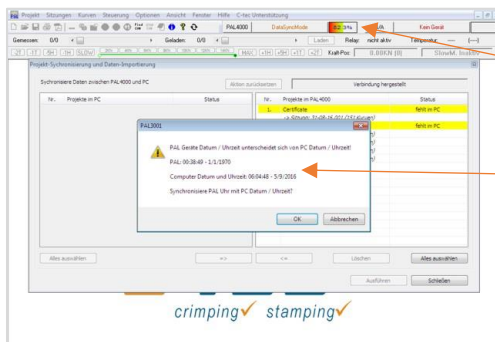 Projekt Sitzungen Kurven Steuerung Optionen Ansicht Fenster Hilfe C-tec Unterstützung
PAL4000 DataSyncMode Kein Gerät
Gemessen: 0/0 Geladen: 0/0 Laden Relay: nicht aktiv Temperatur:
Kraft-Pos: 0.00KN (0)
Projekt-Synchronisierung und Daten-Importierung
Synchronisiere Daten zwischen PAL4000 und PC Aktion zurücksetzen Verbindung hergestellt
Nr. Projekte im PC Status Nr. Projekte im PAL4000 Status
1. Certificate fehlt im PC
fehlt im PC
PAL3001
PAL Geräte Datum / Uhrzeit unterscheidet sich von PC Datum / Uhrzeit!
PAL: 00:38:49 - 1/1/1970
Computer Datum und Uhrzeit: 06:04:48 - 5/9/2016
Synchronisiere PAL Uhr mit PC Datum / Uhrzeit?
OK Abbrechen
Alles auswählen => <= Löschen Alles auswählen
Ausführen Schließen
crimping✓ stamping✓